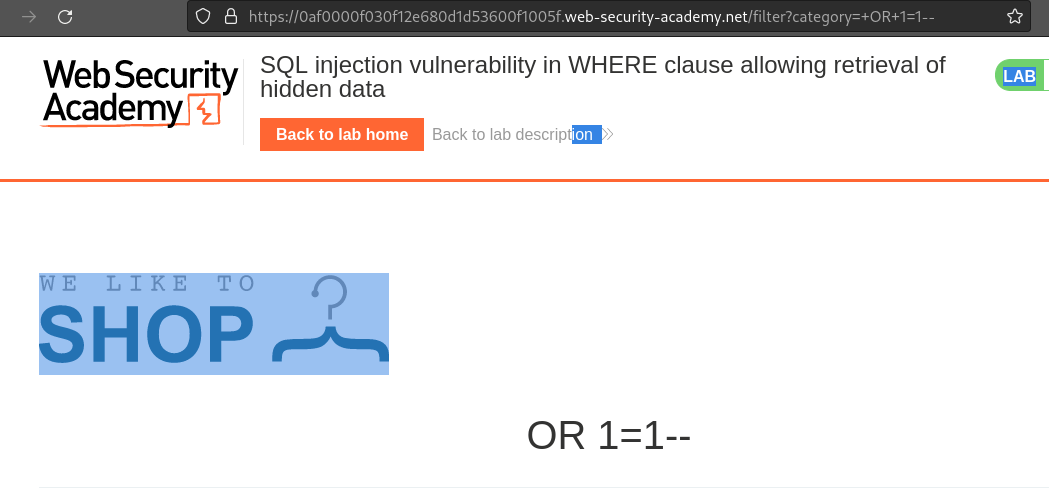 https://0af0000f030f12e680d1d53600f1005f.web-security-academy.net/filter?category=+OR+1=1--
Web Security
Academy
SQL injection vulnerability in WHERE clause allowing retrieval of
hidden data
LAB
Back to lab home
Back to lab description
WE LIKE TO
SHOP
OR 1=1--